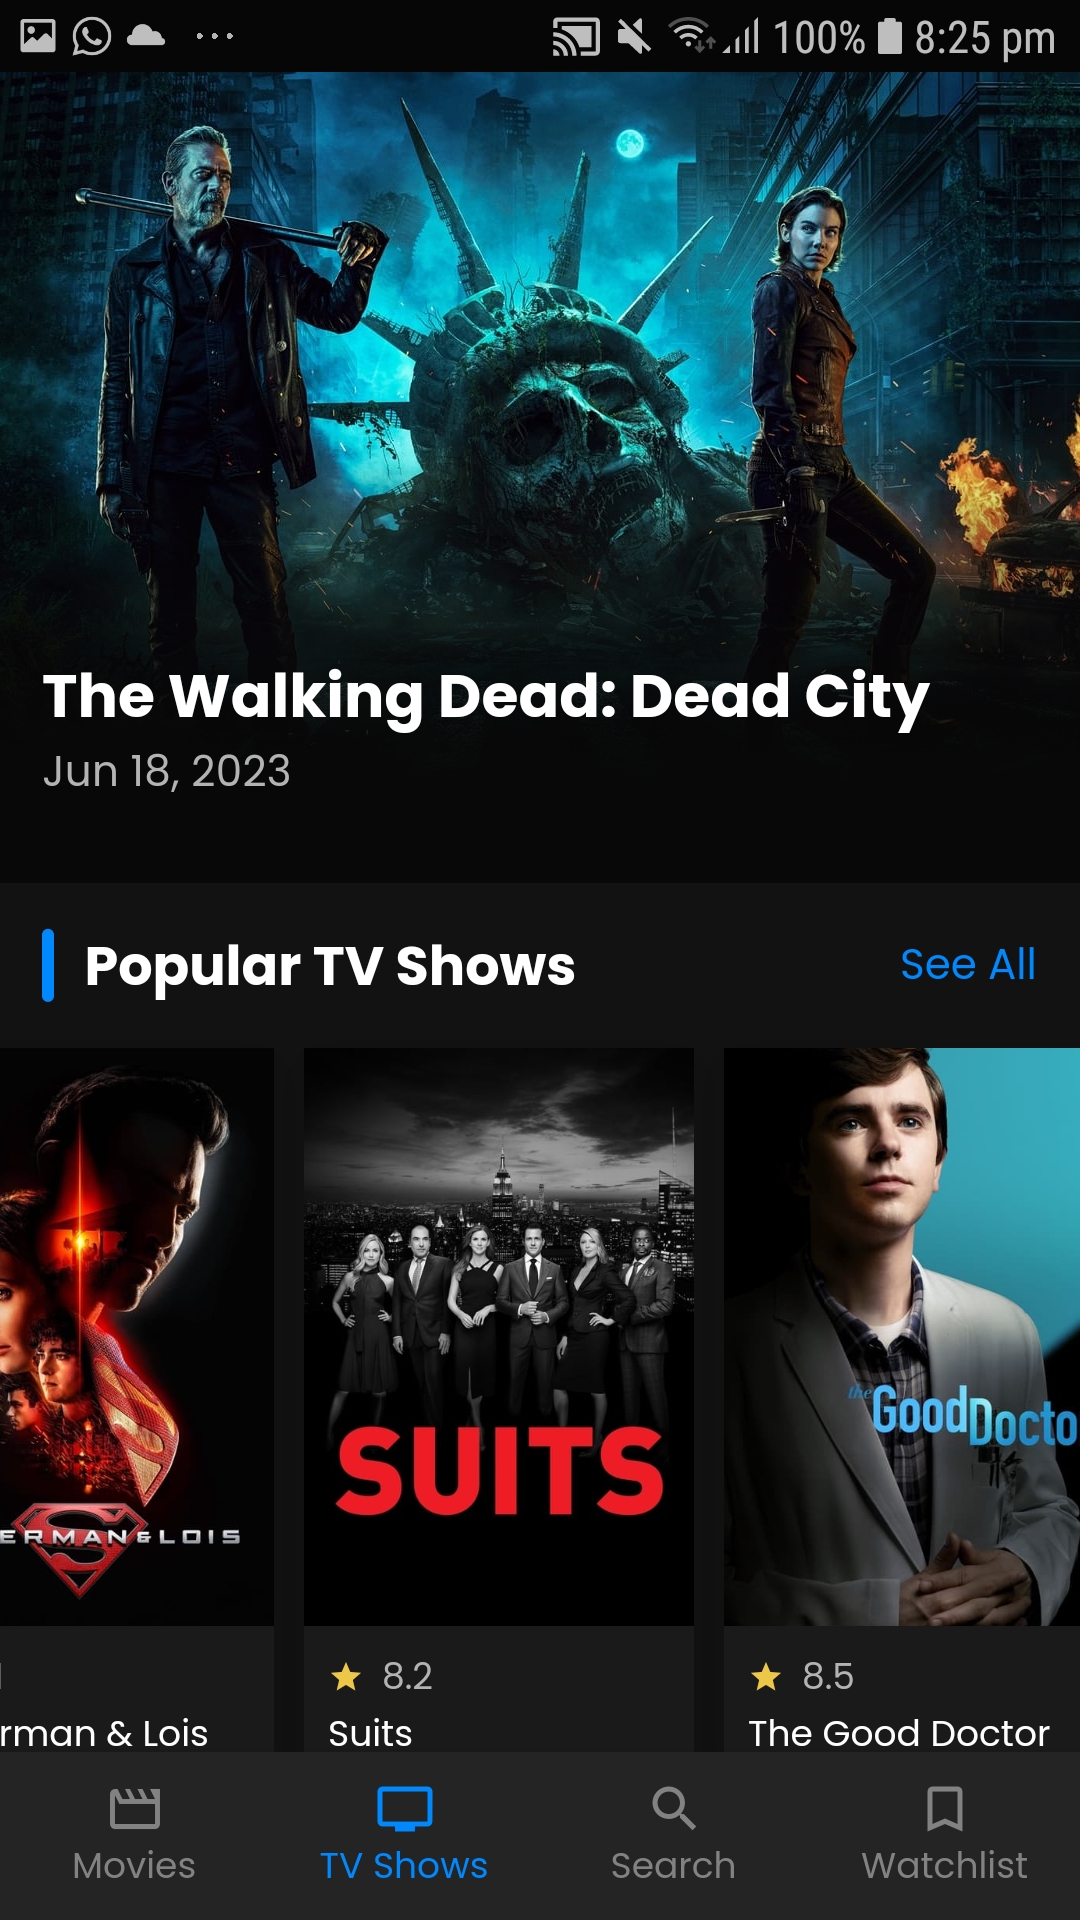 100% 8:25 pm
The Walking Dead: Dead City
Jun 18, 2023
Popular TV Shows
See All
ERMAN & LOIS
SUITS
the Good Docto
8.2
8.5
rman & Lois
Suits
The Good Doctor
Movies
TV Shows
Search
Watchlist